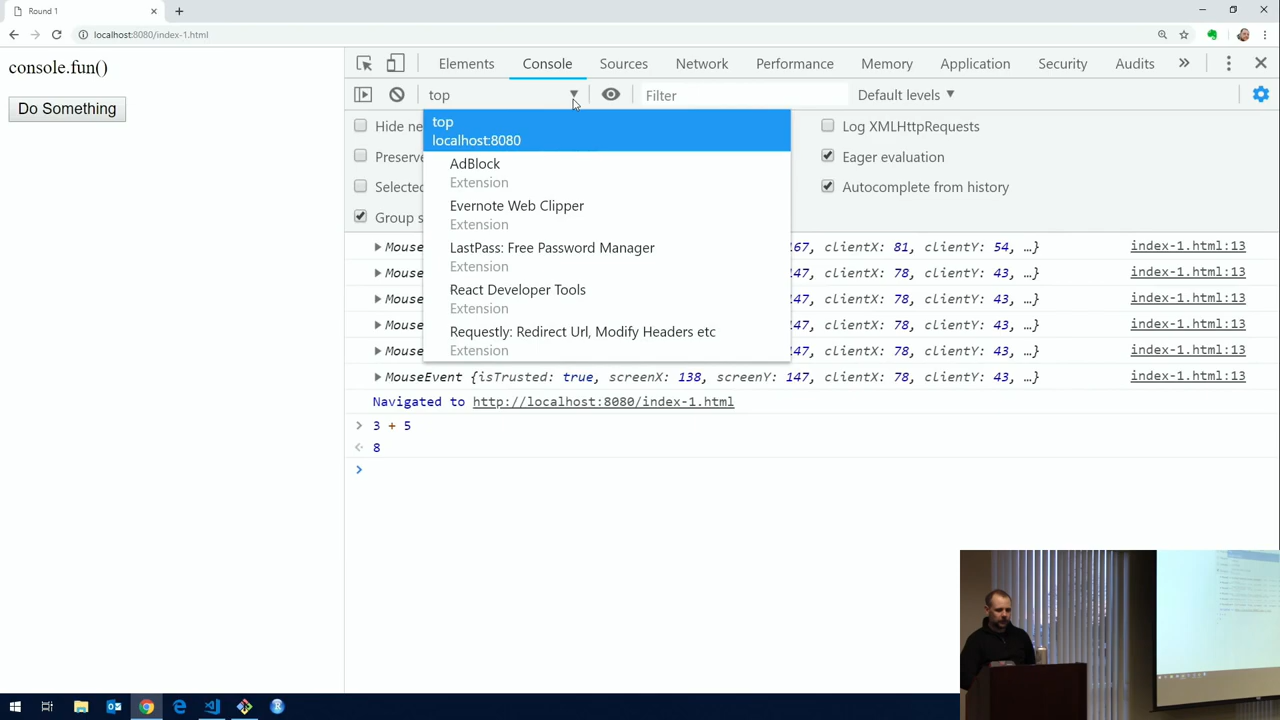 Round 1
localhost:8080/index-1.html
console.fun()
Do Something
Elements Console Sources Network Performance Memory Application Security Audits
top Filter Default levels
top
localhost:8080
AdBlock
Extension
Evernote Web Clipper
Extension
LastPass: Free Password Manager
Extension
React Developer Tools
Extension
Requestly: Redirect Url, Modify Headers etc
Extension
Hide ne
Preserve
Selected
Group s
Log XMLHttpRequests
Eager evaluation
Autocomplete from history
Mouse 167, clientX: 81, clientY: 54, …} index-1.html:13
Mouse 147, clientX: 78, clientY: 43, …} index-1.html:13
Mouse 147, clientX: 78, clientY: 43, …} index-1.html:13
Mouse 147, clientX: 78, clientY: 43, …} index-1.html:13
Mouse 147, clientX: 78, clientY: 43, …} index-1.html:13
MouseEvent {isTrusted: true, screenX: 138, screenY: 147, clientX: 78, clientY: 43, …} index-1.html:13
Navigated to http://localhost:8080/index-1.html
3 + 5
8